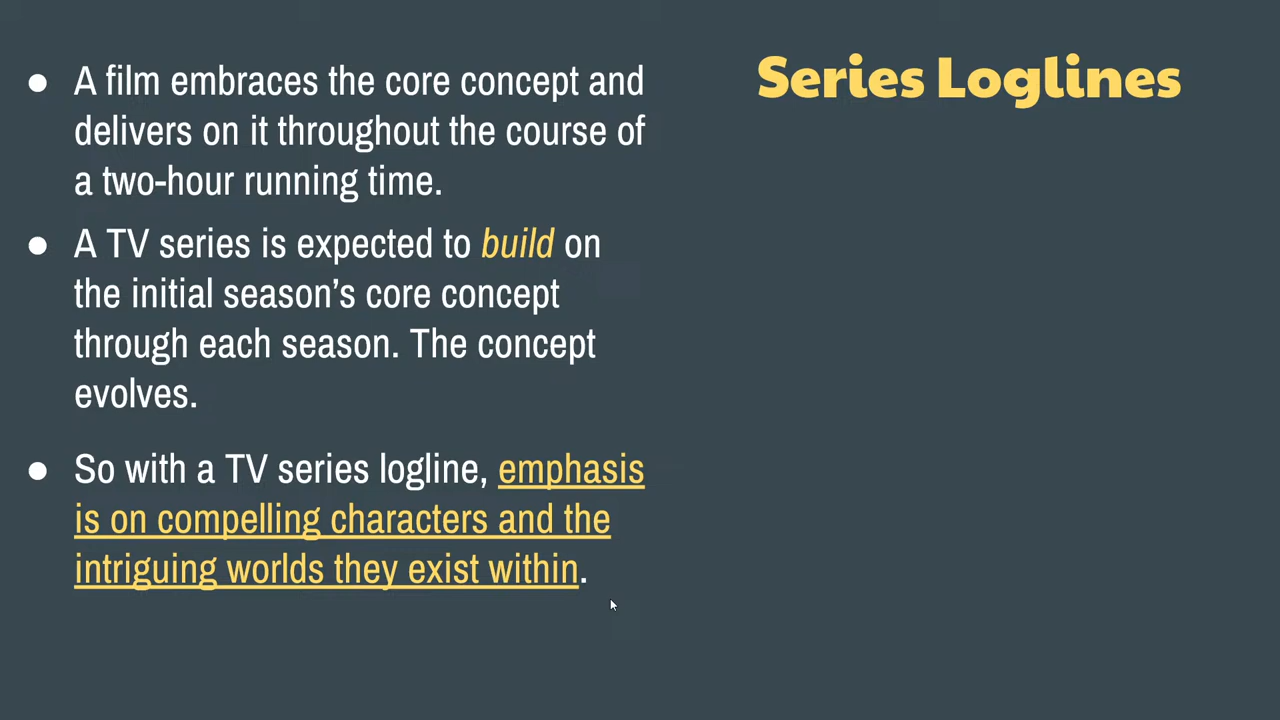 Series Loglines
● A film embraces the core concept and
delivers on it throughout the course of
a two-hour running time.
● A TV series is expected to build on
the initial season’s core concept
through each season. The concept
evolves.
● So with a TV series logline, emphasis
is on compelling characters and the
intriguing worlds they exist within.